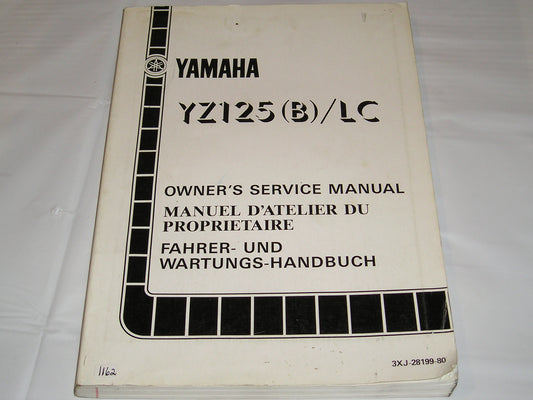 YAMAHA
YZ125(B)/LC
OWNER'S SERVICE MANUAL
MANUEL D'ATELIER DU
PROPRIETAIRE
FAHRER- UND
WARTUNGS-HANDBUCH
3XJ-28199-80
1162